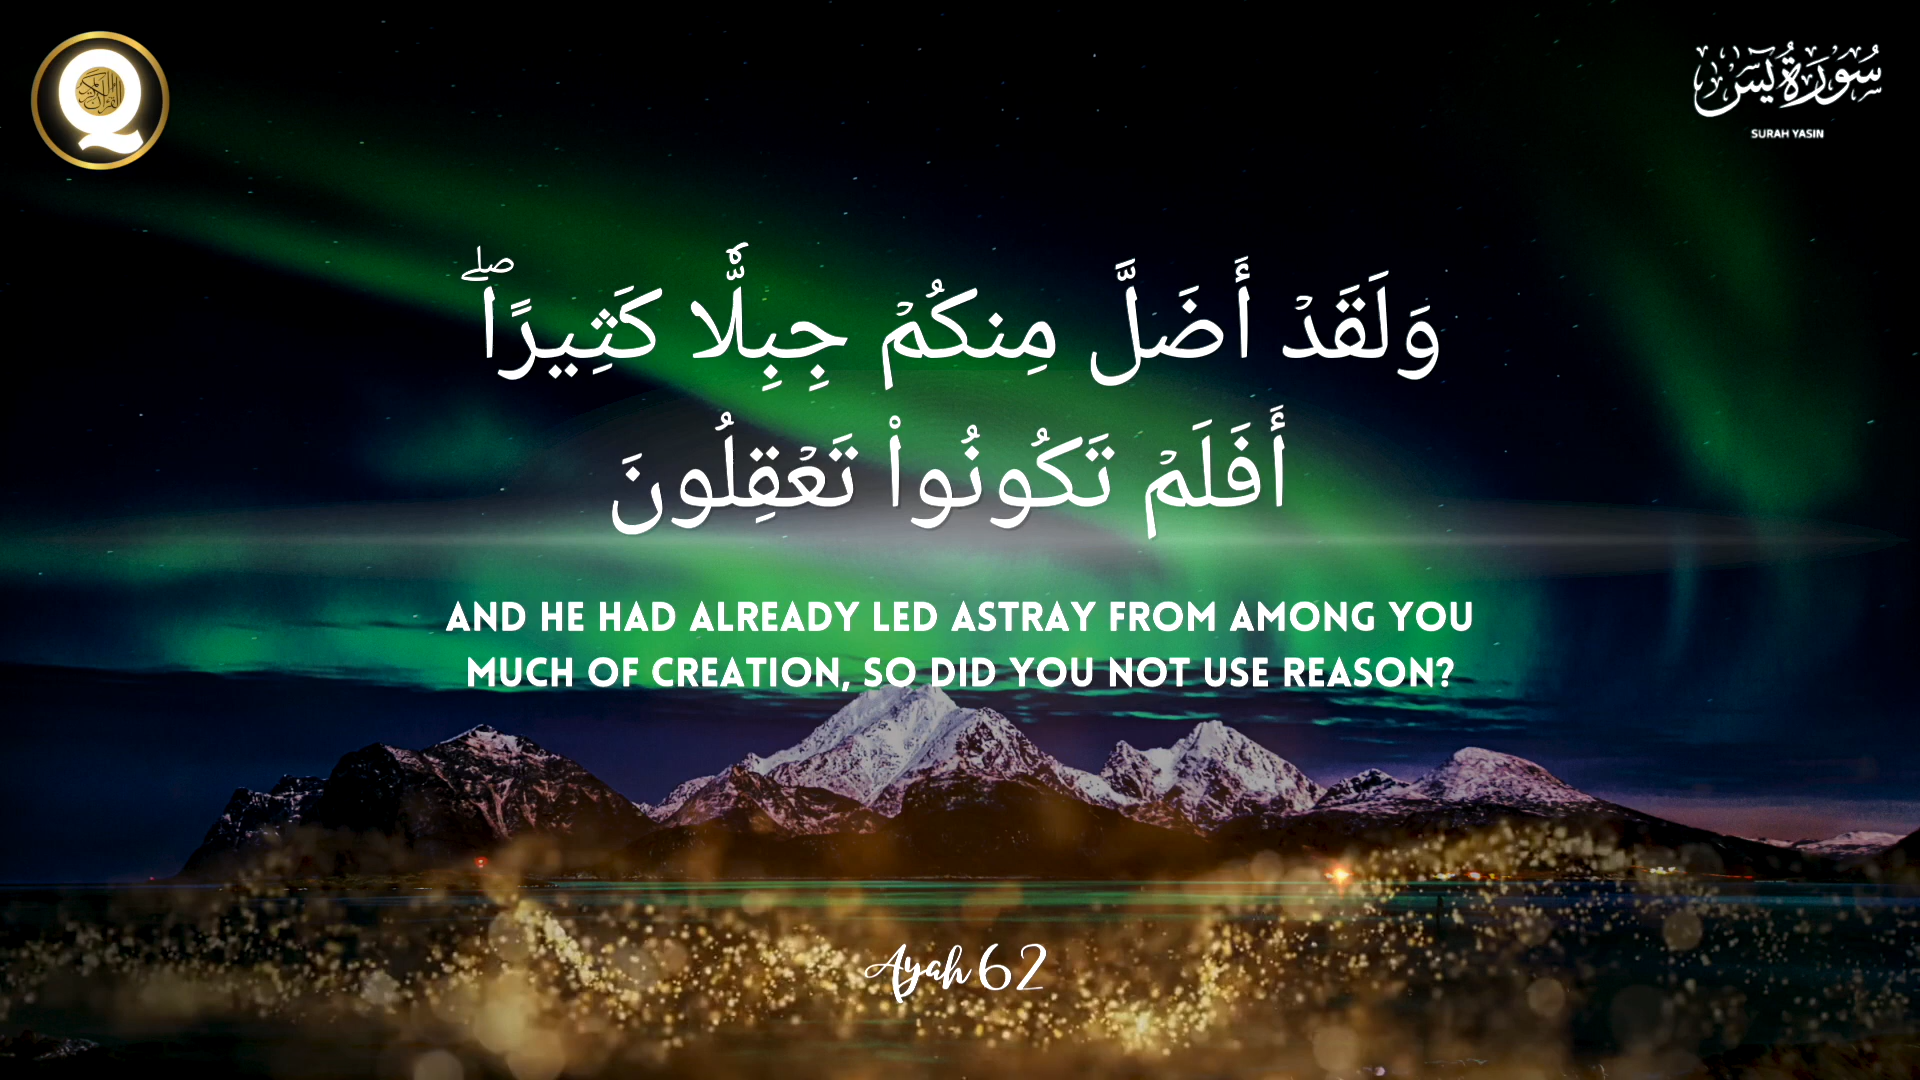 سُورَةُ يسٓ
SURAH YASIN
وَلَقَدْ أَضَلَّ مِنكُمْ جِبِلًّا كَثِيرًا ۖ
أَفَلَمْ تَكُونُوا۟ تَعْقِلُونَ
AND HE HAD ALREADY LED ASTRAY FROM AMONG YOU
MUCH OF CREATION, SO DID YOU NOT USE REASON?
Ayah 62